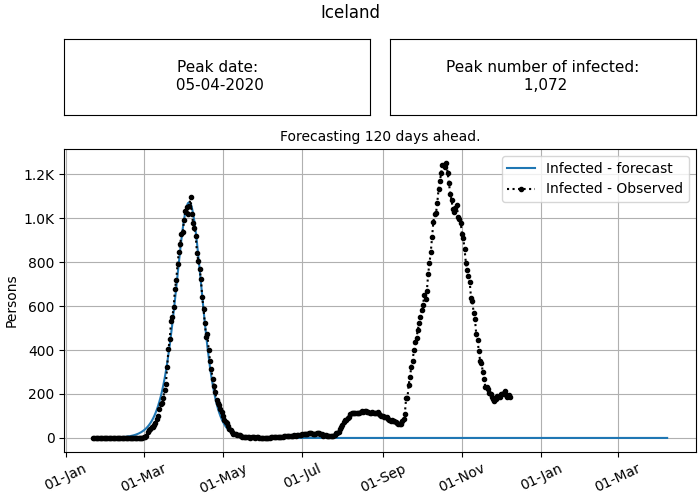 Iceland
Peak date:
05-04-2020
Peak number of infected:
1,072
Forecasting 120 days ahead.
Infected - forecast
Infected - Observed
Persons
1.2K
1.0K
800
600
400
200
0
01-Jan
01-Mar
01-May
01-Jul
01-Sep
01-Nov
01-Jan
01-Mar